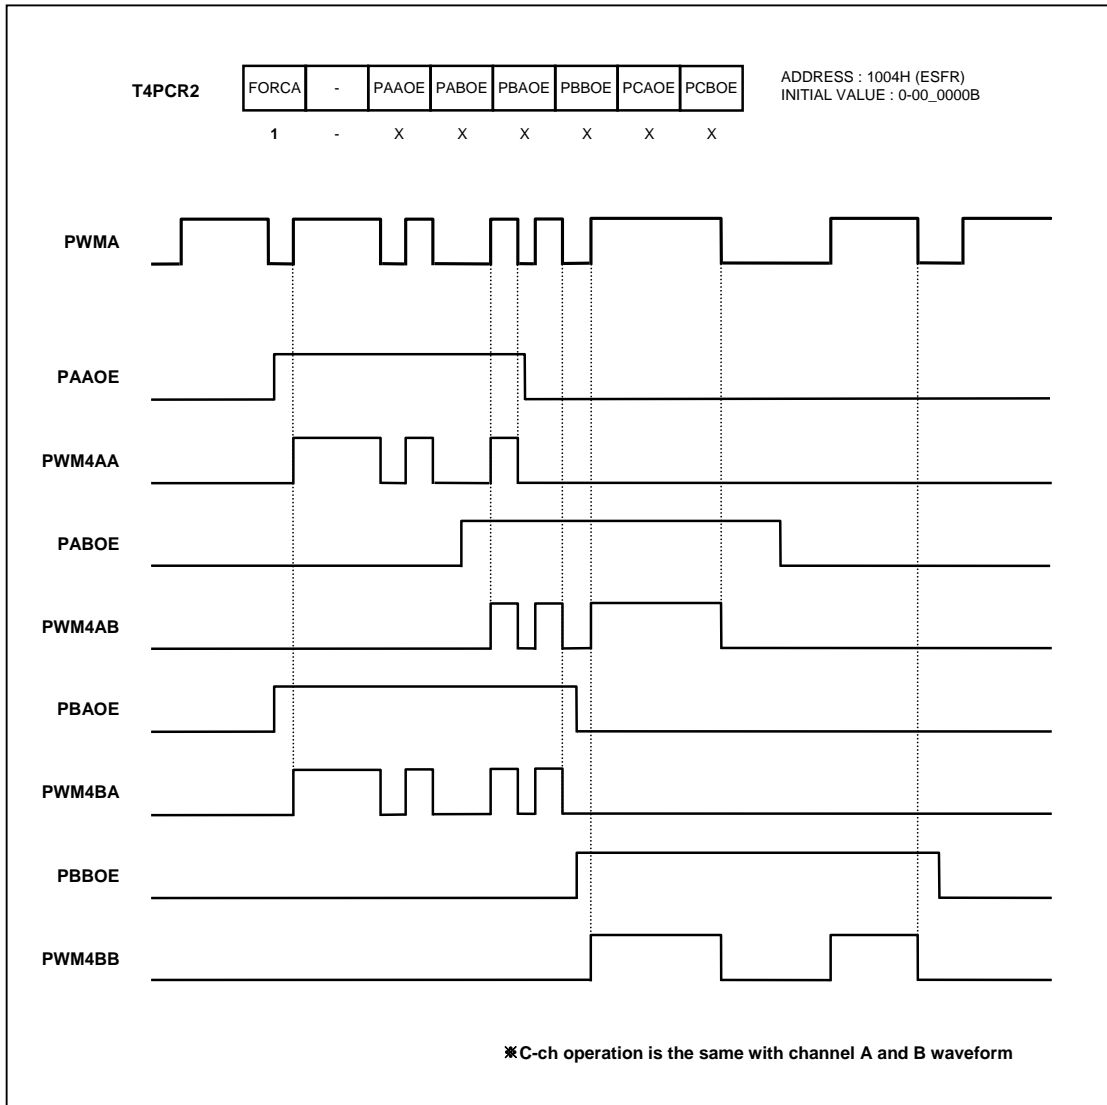 T4PCR2
FORCA - PAAOE PABOE PBAOE PBBOE PCAOE PCBOE
ADDRESS : 1004H (ESFR)
INITIAL VALUE : 0-00_0000B
1 - X X X X X X
PWMA
PAAOE
PWM4AA
PABOE
PWM4AB
PBAOE
PWM4BA
PBBOE
PWM4BB
※C-ch operation is the same with channel A and B waveform